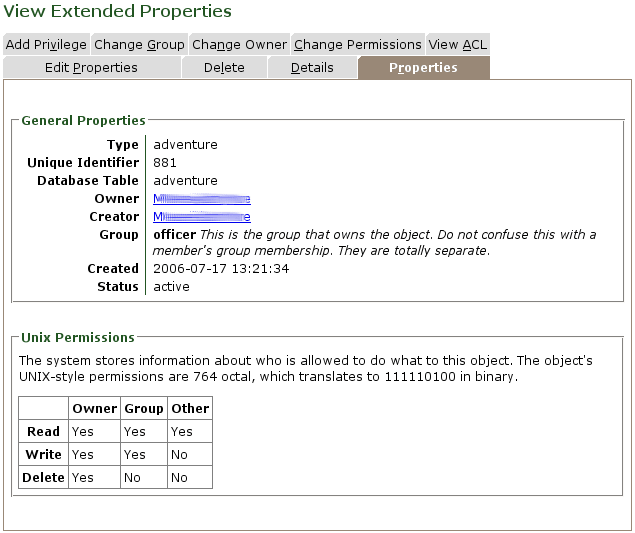 View Extended Properties
Add Privilege Change Group Change Owner Change Permissions View ACL
Edit Properties Delete Details Properties
General Properties
Type adventure
Unique Identifier 881
Database Table adventure
Owner
Creator
Group officer This is the group that owns the object. Do not confuse this with a
member's group membership. They are totally separate.
Created 2006-07-17 13:21:34
Status active
Unix Permissions
The system stores information about who is allowed to do what to this object. The object's
UNIX-style permissions are 764 octal, which translates to 111110100 in binary.
Owner Group Other
Read Yes Yes Yes
Write Yes Yes No
Delete Yes No No